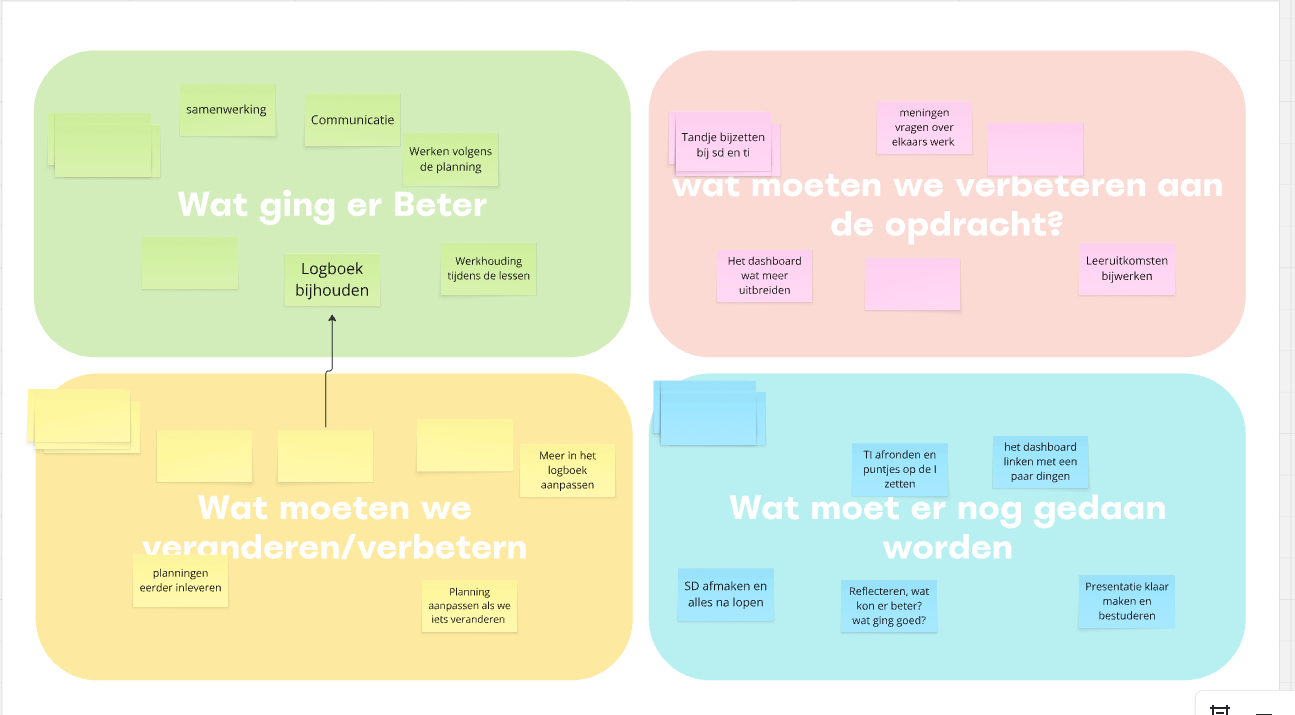 samenwerking
Communicatie
Werken volgens
de planning
Wat ging er Beter
Logboek
bijhouden
Werkhouding
tijdens de lessen
Tandje bijzetten
bij sd en ti
meningen
vragen over
elkaars werk
wat moeten we verbeteren aan
de opdracht?
Het dashboard
wat meer
uitbreiden
Leeruitkomsten
bijwerken
Meer in het
logboek
aanpassen
Wat moeten we
veranderen/verbetern
planningen
eerder inleveren
Planning
aanpassen als we
iets veranderen
TI afronden en
puntjes op de I
zetten
het dashboard
linken met een
paar dingen
Wat moet er nog gedaan
worden
SD afmaken en
alles na lopen
Reflecteren, wat
kon er beter?
wat ging goed?
Presentatie klaar
maken en
bestuderen